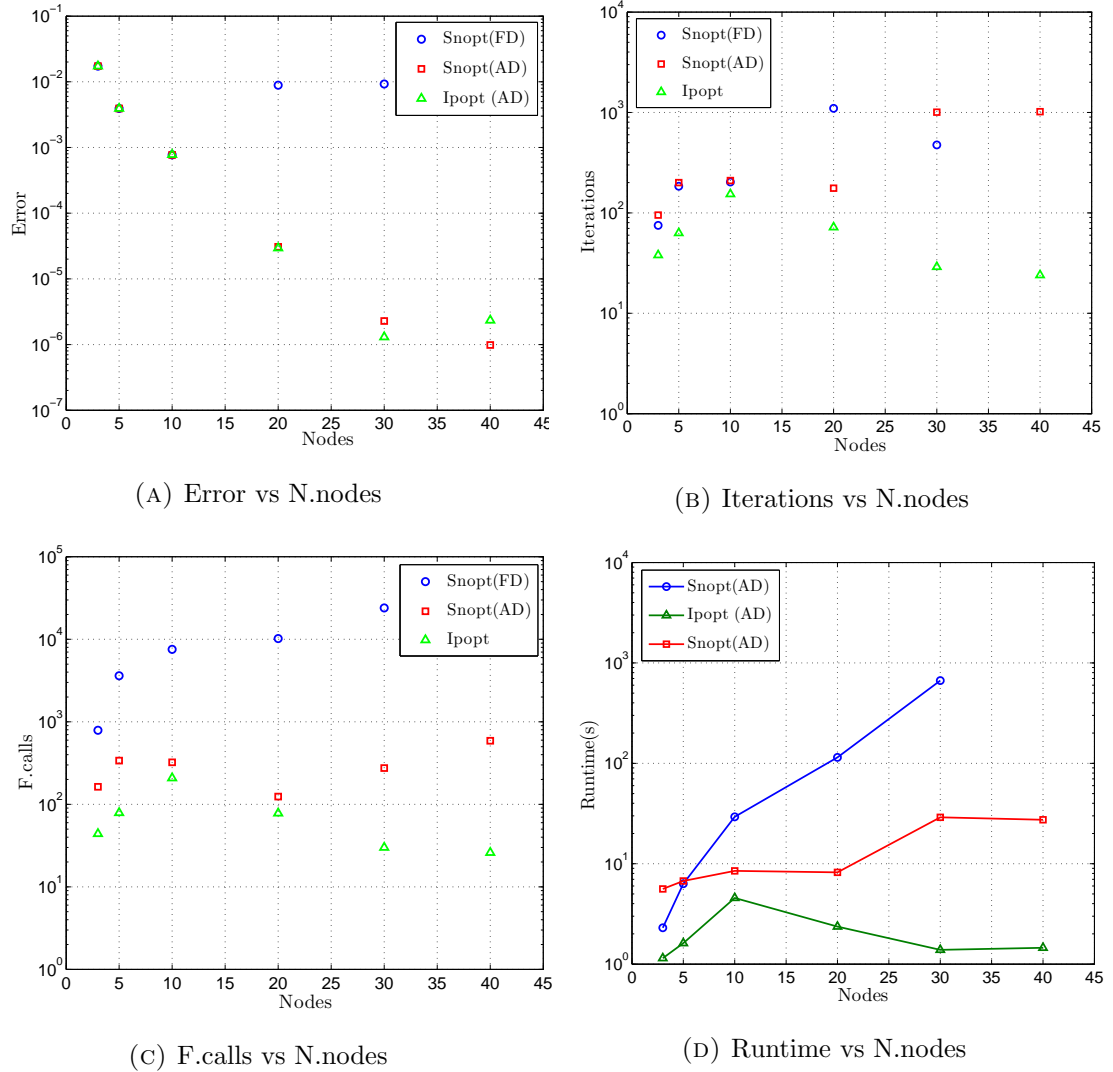 10^{-1}
10^{-2}
10^{-3}
10^{-4}
10^{-5}
10^{-6}
10^{-7}
Error
Snopt(FD)
Snopt(AD)
Ipopt (AD)
0 5 10 15 20 25 30 35 40 45
Nodes
(A) Error vs N.nodes
10^4
10^3
10^2
10^1
10^0
Iterations
Snopt(FD)
Snopt(AD)
Ipopt
0 5 10 15 20 25 30 35 40 45
Nodes
(B) Iterations vs N.nodes
10^5
10^4
10^3
10^2
10^1
10^0
F.calls
Snopt(FD)
Snopt(AD)
Ipopt
0 5 10 15 20 25 30 35 40 45
Nodes
(C) F.calls vs N.nodes
10^4
10^3
10^2
10^1
10^0
Runtime(s)
Snopt(AD)
Ipopt (AD)
Snopt(AD)
0 5 10 15 20 25 30 35 40 45
Nodes
(D) Runtime vs N.nodes